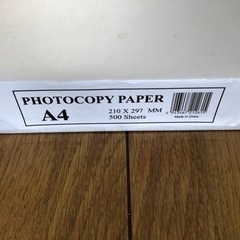 PHOTOCOPY PAPER
A4
210 X 297 MM
500 Sheets
Made in China